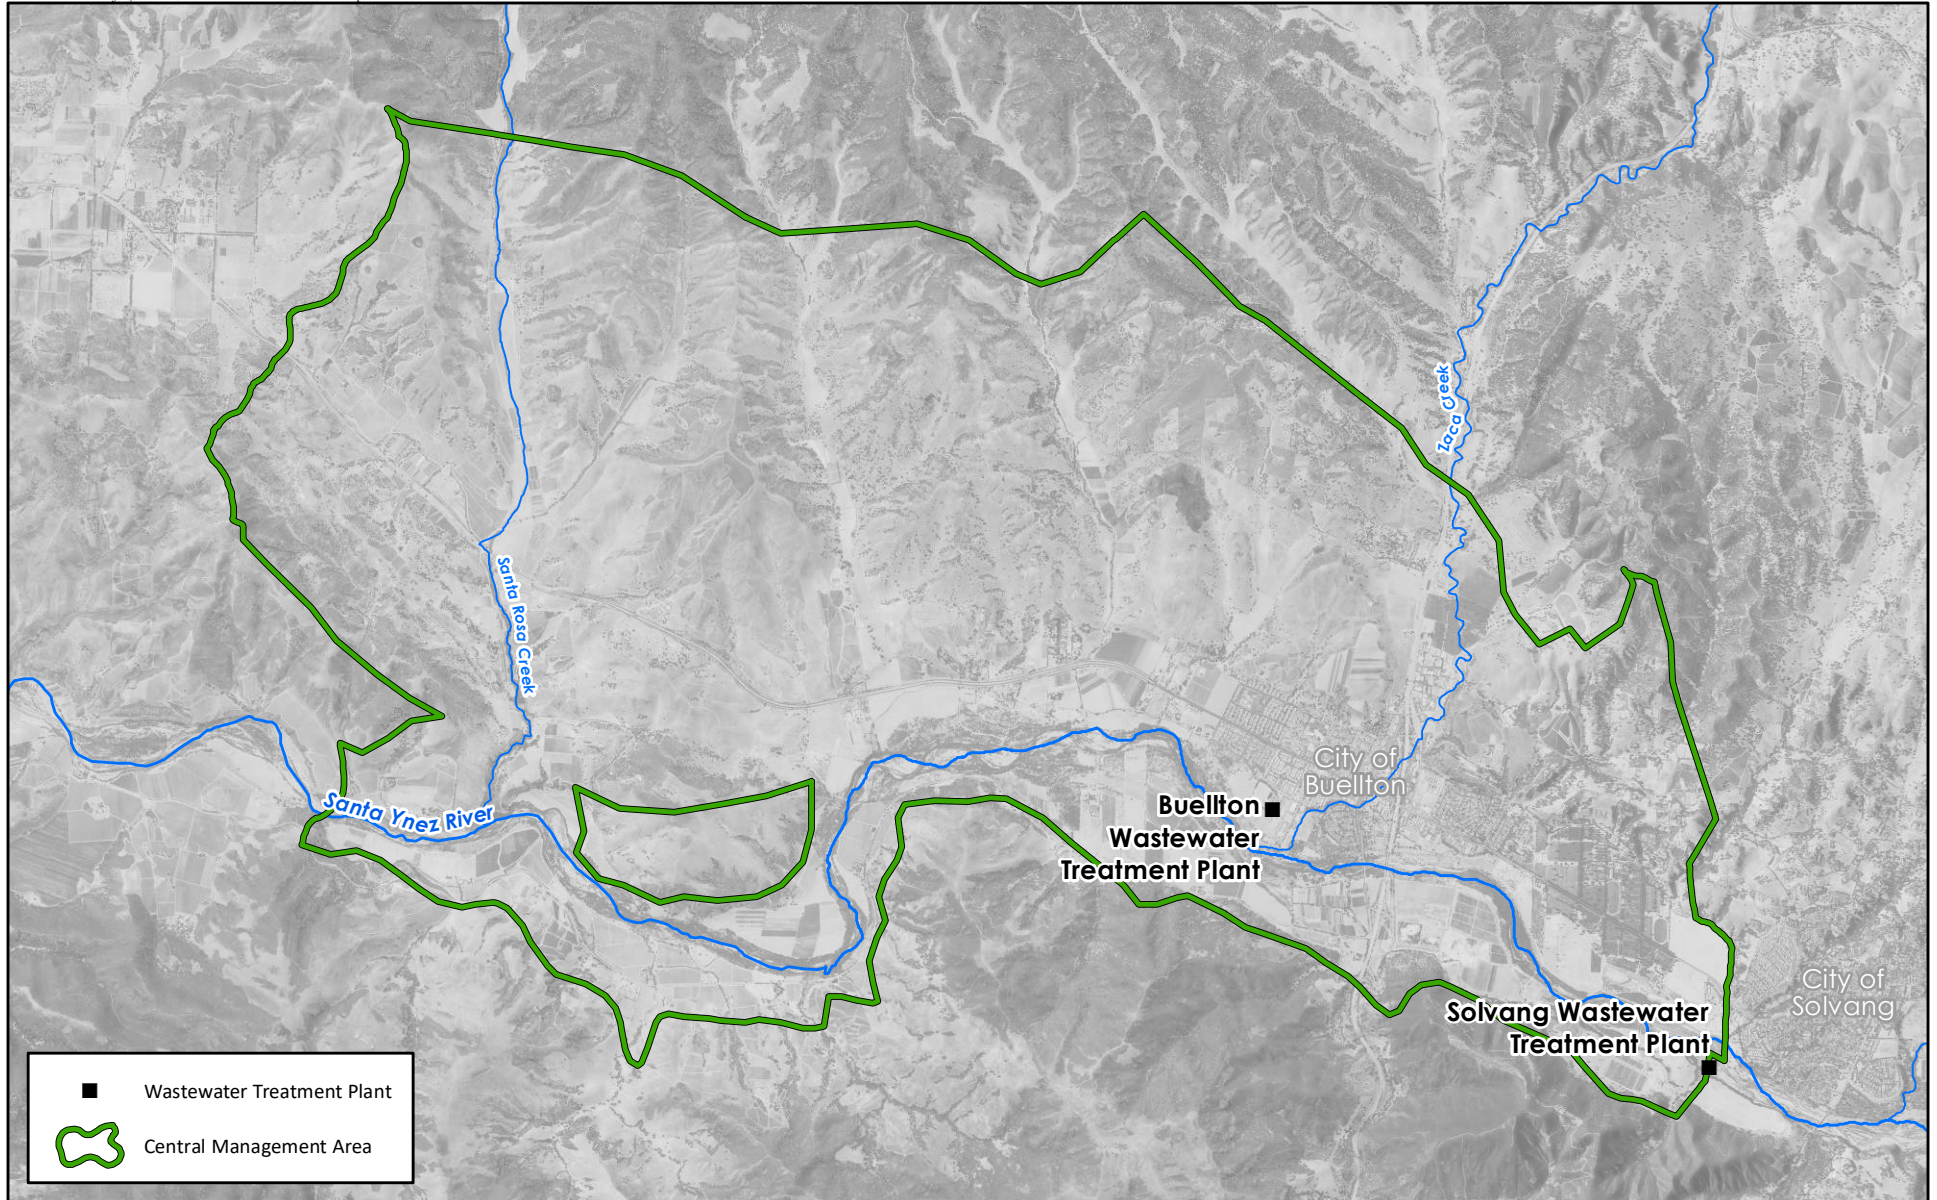 Zaca Creek
Santa Rosa Creek
City of
Buellton
Buellton
Wastewater
Treatment Plant
Santa Ynez River
City of
Solvang
Solvang Wastewater
Treatment Plant
Wastewater Treatment Plant
Central Management Area